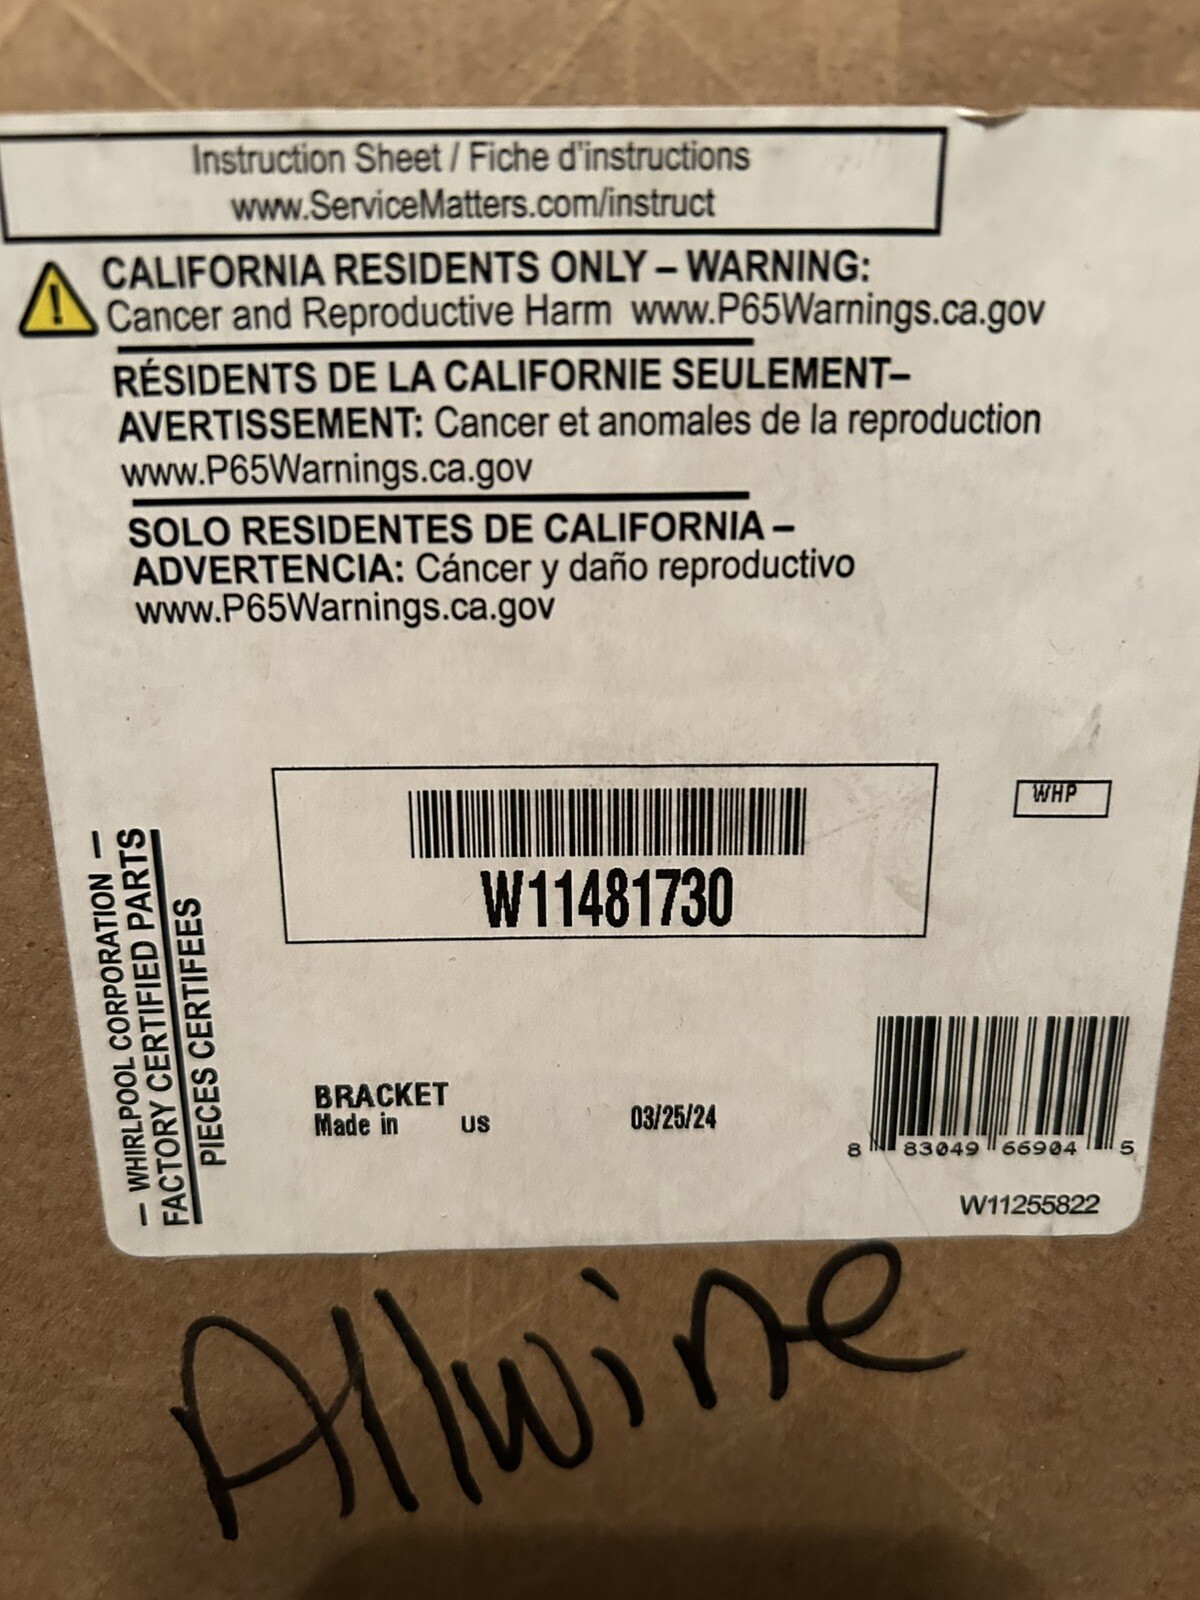 Instruction Sheet / Fiche d'instructions
www.ServiceMatters.com/instruct
CALIFORNIA RESIDENTS ONLY – WARNING:
Cancer and Reproductive Harm www.P65Warnings.ca.gov
RÉSIDENTS DE LA CALIFORNIE SEULEMENT–
AVERTISSEMENT: Cancer et anomales de la reproduction
www.P65Warnings.ca.gov
SOLO RESIDENTES DE CALIFORNIA –
ADVERTENCIA: Cáncer y daño reproductivo
www.P65Warnings.ca.gov
WHP
W11481730
— WHIRLPOOL CORPORATION —
FACTORY CERTIFIED PARTS
PIECES CERTIFEES
BRACKET
Made in US 03/25/24
8 83049 66904 5
W11255822
Allwine